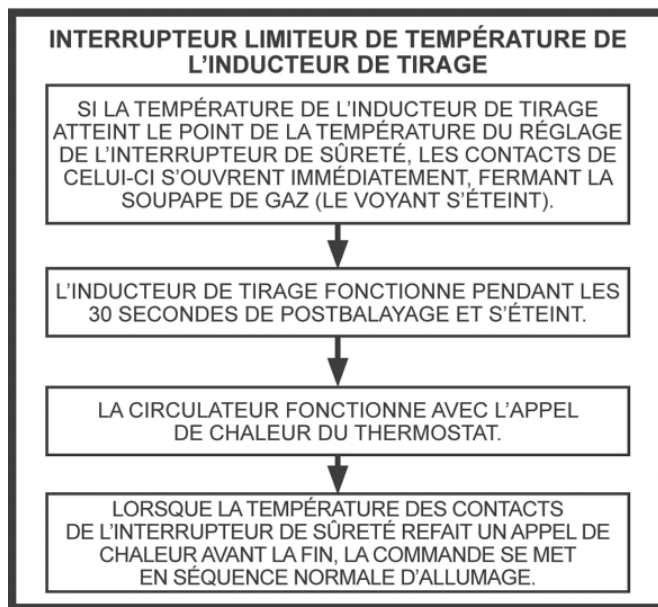 INTERRUPTEUR LIMITEUR DE TEMPÉRATURE DE
L'INDUCTEUR DE TIRAGE
SI LA TEMPÉRATURE DE L'INDUCTEUR DE TIRAGE
ATTEINT LE POINT DE LA TEMPÉRATURE DU RÉGLAGE
DE L'INTERRUPTEUR DE SÛRETÉ, LES CONTACTS DE
CELUI-CI S'OUVRENT IMMÉDIATEMENT, FERMANT LA
SOUPAPE DE GAZ (LE VOYANT S'ÉTEINT).
L'INDUCTEUR DE TIRAGE FONCTIONNE PENDANT LES
30 SECONDES DE POSTBALAYAGE ET S'ÉTEINT.
LA CIRCULATEUR FONCTIONNE AVEC L'APPEL
DE CHALEUR DU THERMOSTAT.
LORSQUE LA TEMPÉRATURE DES CONTACTS
DE L'INTERRUPTEUR DE SÛRETÉ REFAIT UN APPEL DE
CHALEUR AVANT LA FIN, LA COMMANDE SE MET
EN SÉQUENCE NORMALE D'ALLUMAGE.